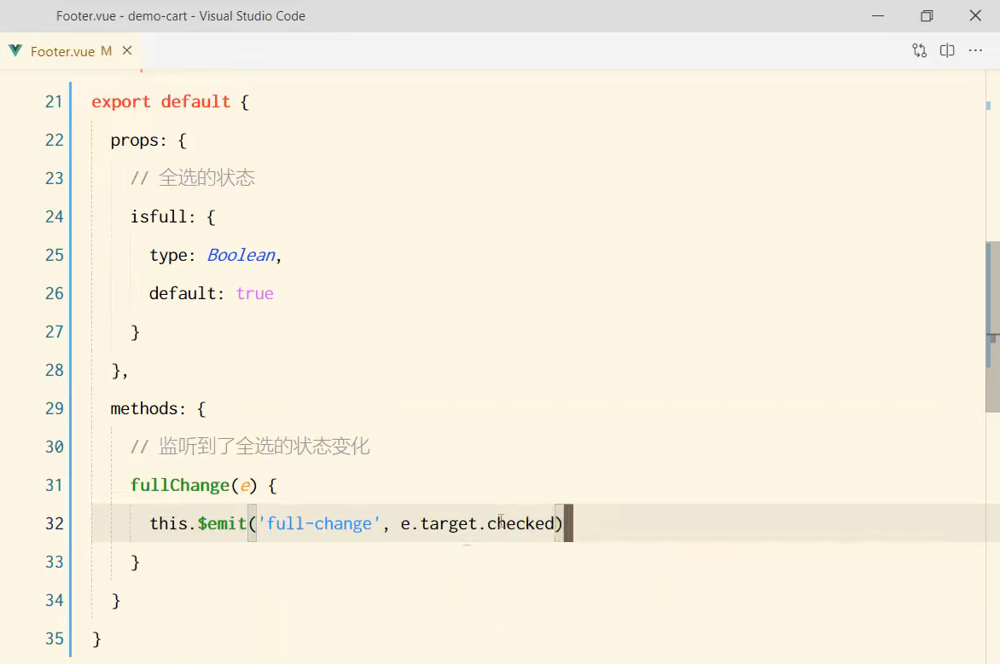 Footer.vue - demo-cart - Visual Studio Code
Footer.vue M
21 export default {
22 props: {
23 // 全选的状态
24 isfull: {
25 type: Boolean,
26 default: true
27 }
28 },
29 methods: {
30 // 监听到了全选的状态变化
31 fullChange(e) {
32 this.$emit('full-change', e.target.checked)
33 }
34 }
35 }